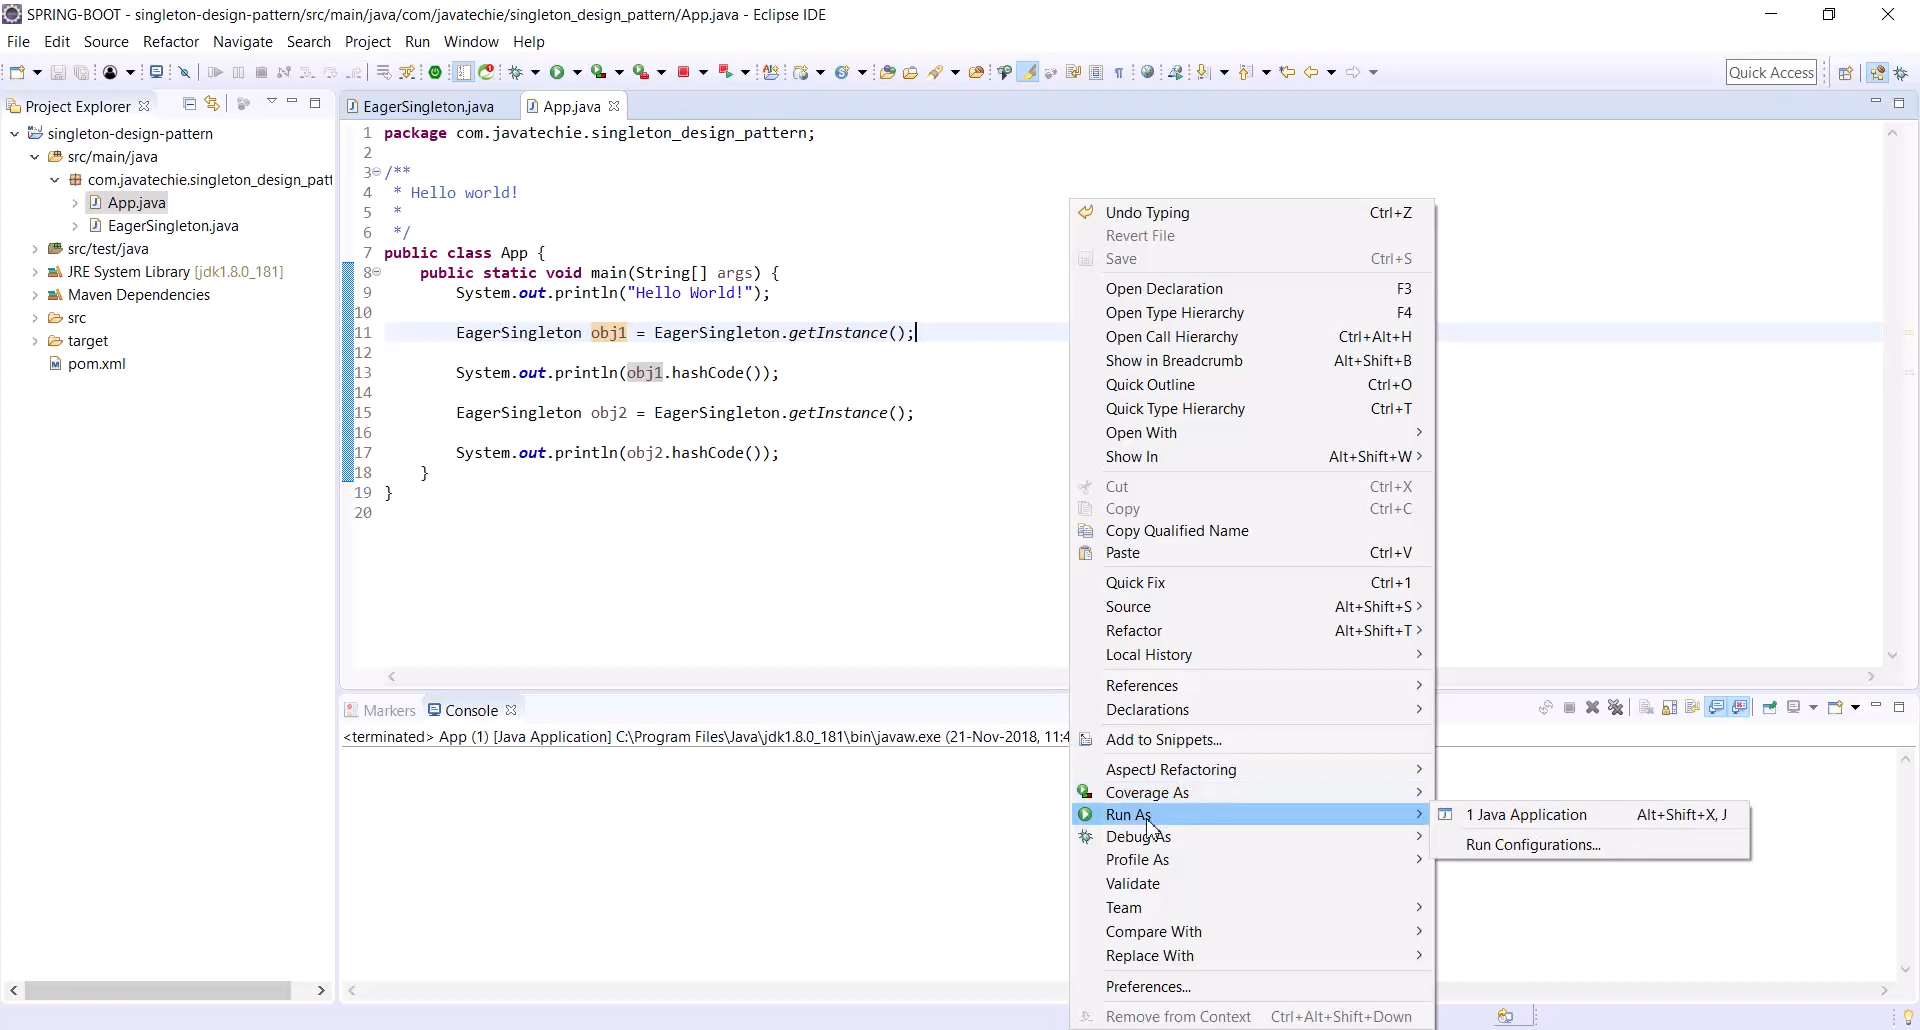 SPRING-BOOT - singleton-design-pattern/src/main/java/com/javatechie/singleton_design_pattern/App.java - Eclipse IDE
File Edit Source Refactor Navigate Search Project Run Window Help
Quick Access
Project Explorer
singleton-design-pattern
src/main/java
com.javatechie.singleton_design_patt
App.java
EagerSingleton.java
src/test/java
JRE System Library [jdk1.8.0_181]
Maven Dependencies
src
target
pom.xml
EagerSingleton.java App.java
1 package com.javatechie.singleton_design_pattern;
2
3 /**
4 * Hello world!
5 *
6 */
7 public class App {
8 public static void main(String[] args) {
9 System.out.println("Hello World!");
10
11 EagerSingleton obj1 = EagerSingleton.getInstance();
12
13 System.out.println(obj1.hashCode());
14
15 EagerSingleton obj2 = EagerSingleton.getInstance();
16
17 System.out.println(obj2.hashCode());
18 }
19 }
20
Markers Console
<terminated> App (1) [Java Application] C:\Program Files\Java\jdk1.8.0_181\bin\javaw.exe (21-Nov-2018, 11:4
Undo Typing Ctrl+Z
Revert File
Save Ctrl+S
Open Declaration F3
Open Type Hierarchy F4
Open Call Hierarchy Ctrl+Alt+H
Show in Breadcrumb Alt+Shift+B
Quick Outline Ctrl+O
Quick Type Hierarchy Ctrl+T
Open With
Show In Alt+Shift+W
Cut Ctrl+X
Copy Ctrl+C
Copy Qualified Name
Paste Ctrl+V
Quick Fix Ctrl+1
Source Alt+Shift+S
Refactor Alt+Shift+T
Local History
References
Declarations
Add to Snippets...
AspectJ Refactoring
Coverage As
Run As
Debug As
Profile As
Validate
Team
Compare With
Replace With
Preferences...
Remove from Context Ctrl+Alt+Shift+Down
1 Java Application Alt+Shift+X, J
Run Configurations...